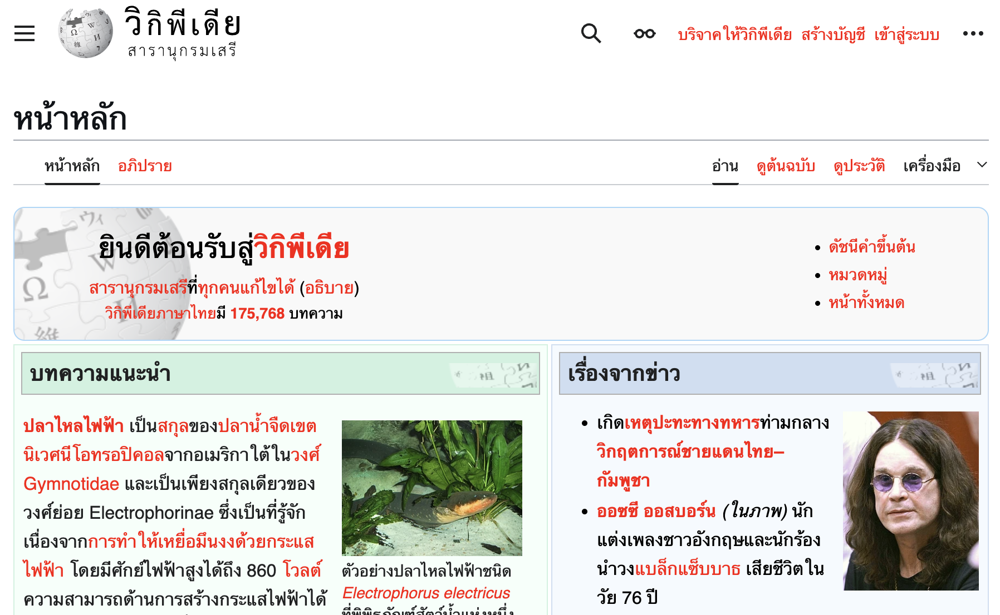 วิกิพีเดีย
สารานุกรมเสรี
บริจาคให้วิกิพีเดีย สร้างบัญชี เข้าสู่ระบบ
หน้าหลัก
หน้าหลัก อภิปราย
อ่าน ดูต้นฉบับ ดูประวัติ เครื่องมือ
ยินดีต้อนรับสู่วิกิพีเดีย
สารานุกรมเสรีที่ทุกคนแก้ไขได้ (อธิบาย)
วิกิพีเดียภาษาไทยมี 175,768 บทความ
ดัชนีคำขึ้นต้น
หมวดหมู่
หน้าทั้งหมด
บทความแนะนำ
ปลาไหลไฟฟ้า เป็นสกุลของปลาน้ำจืดเขต
นิเวศนีโอทรอปิคอลจากอเมริกาใต้ในวงศ์
Gymnotidae และเป็นเพียงสกุลเดียวของ
วงศ์ย่อย Electrophorinae ซึ่งเป็นที่รู้จัก
เนื่องจากการทำให้เหยื่อมึนงงด้วยกระแส
ไฟฟ้า โดยมีศักย์ไฟฟ้าสูงได้ถึง 860 โวลต์
ความสามารถด้านการสร้างกระแสไฟฟ้าได้
ตัวอย่างปลาไหลไฟฟ้าชนิด
Electrophorus electricus
ที่พิพิธภัณฑ์สัตว์น้ำแห่งหนึ่ง
เรื่องจากข่าว
เกิดเหตุปะทะทางทหารท่ามกลาง
วิกฤตการณ์ชายแดนไทย–
กัมพูชา
ออซซี ออสบอร์น (ในภาพ) นัก
แต่งเพลงชาวอังกฤษและนักร้อง
นำวงแบล็กแซ็บบาธ เสียชีวิตใน
วัย 76 ปี